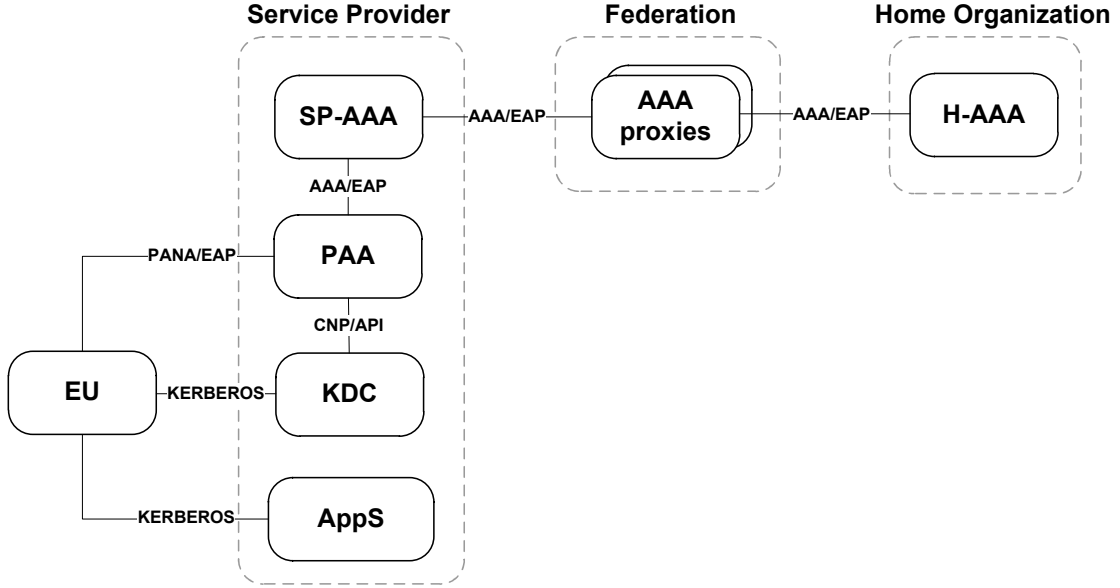 Service Provider
Federation
Home Organization
SP-AAA
AAA/EAP
AAA
proxies
AAA/EAP
H-AAA
AAA/EAP
PANA/EAP
PAA
CNP/API
EU
KERBEROS
KDC
KERBEROS
AppS